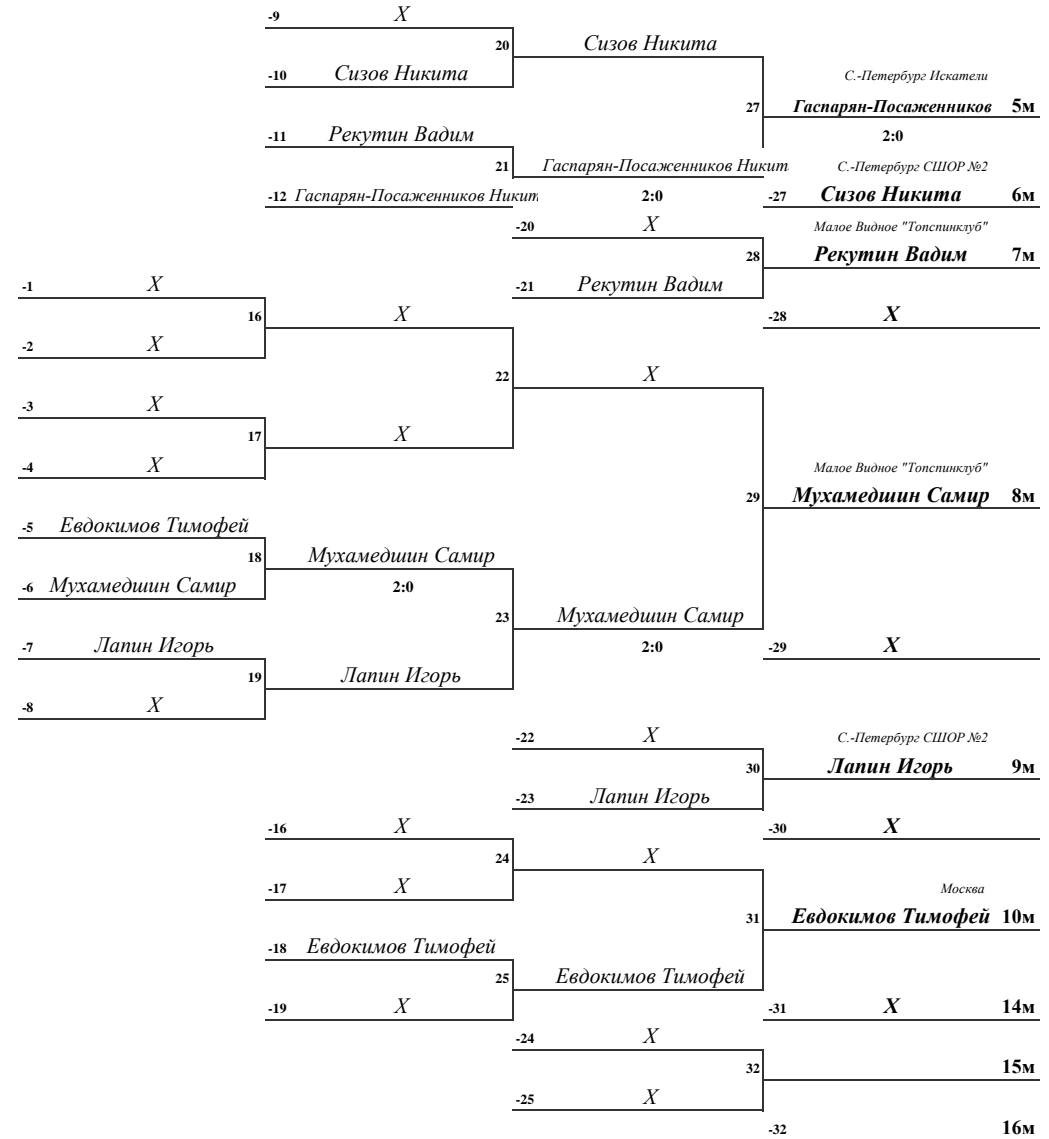 -9 X
20 Сизов Никита
-10 Сизов Никита С.-Петербург Искатели
27 Гаспарян-Посаженников 5м
-11 Рекутин Вадим 2:0
21 Гаспарян-Посаженников Никит С.-Петербург СШОР №2
-12 Гаспарян-Посаженников Никит 2:0 -27 Сизов Никита 6м
-20 X Малое Видное "Топспинклуб"
28 Рекутин Вадим 7м
-1 X -21 Рекутин Вадим
16 X -28 X
-2 X
22 X
-3 X
17 X
-4 X Малое Видное "Топспинклуб"
29 Мухамедшин Самир 8м
-5 Евдокимов Тимофей
18 Мухамедшин Самир
-6 Мухамедшин Самир 2:0
23 Мухамедшин Самир
-7 Лапин Игорь 2:0 -29 X
19 Лапин Игорь
-8 X
-22 X С.-Петербург СШОР №2
30 Лапин Игорь 9м
-23 Лапин Игорь
-16 X -30 X
24 X
-17 X Москва
31 Евдокимов Тимофей 10м
-18 Евдокимов Тимофей
25 Евдокимов Тимофей
-19 X -31 X 14м
-24 X
32 15м
-25 X
-32 16м